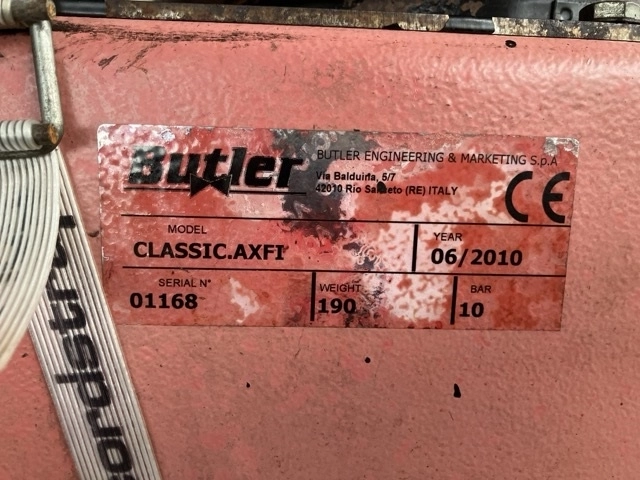 Butler
BUTLER ENGINEERING & MARKETING S.p.A
Via Balduina, 5/7
42010 Rio Saliceto (RE) ITALY
CE
MODEL
CLASSIC.AXFI
YEAR
06/2010
SERIAL N°
01168
WEIGHT
190
BAR
10
cordstrap